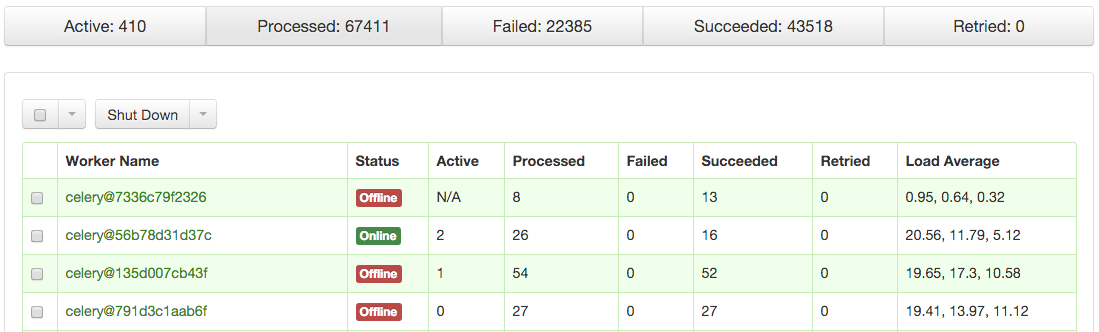 Active: 410 Processed: 67411 Failed: 22385 Succeeded: 43518 Retried: 0
Shut Down
Worker Name Status Active Processed Failed Succeeded Retried Load Average
celery@7336c79f2326 Offline N/A 8 0 13 0 0.95, 0.64, 0.32
celery@56b78d31d37c Online 2 26 0 16 0 20.56, 11.79, 5.12
celery@135d007cb43f Offline 1 54 0 52 0 19.65, 17.3, 10.58
celery@791d3c1aab6f Offline 0 27 0 27 0 19.41, 13.97, 11.12